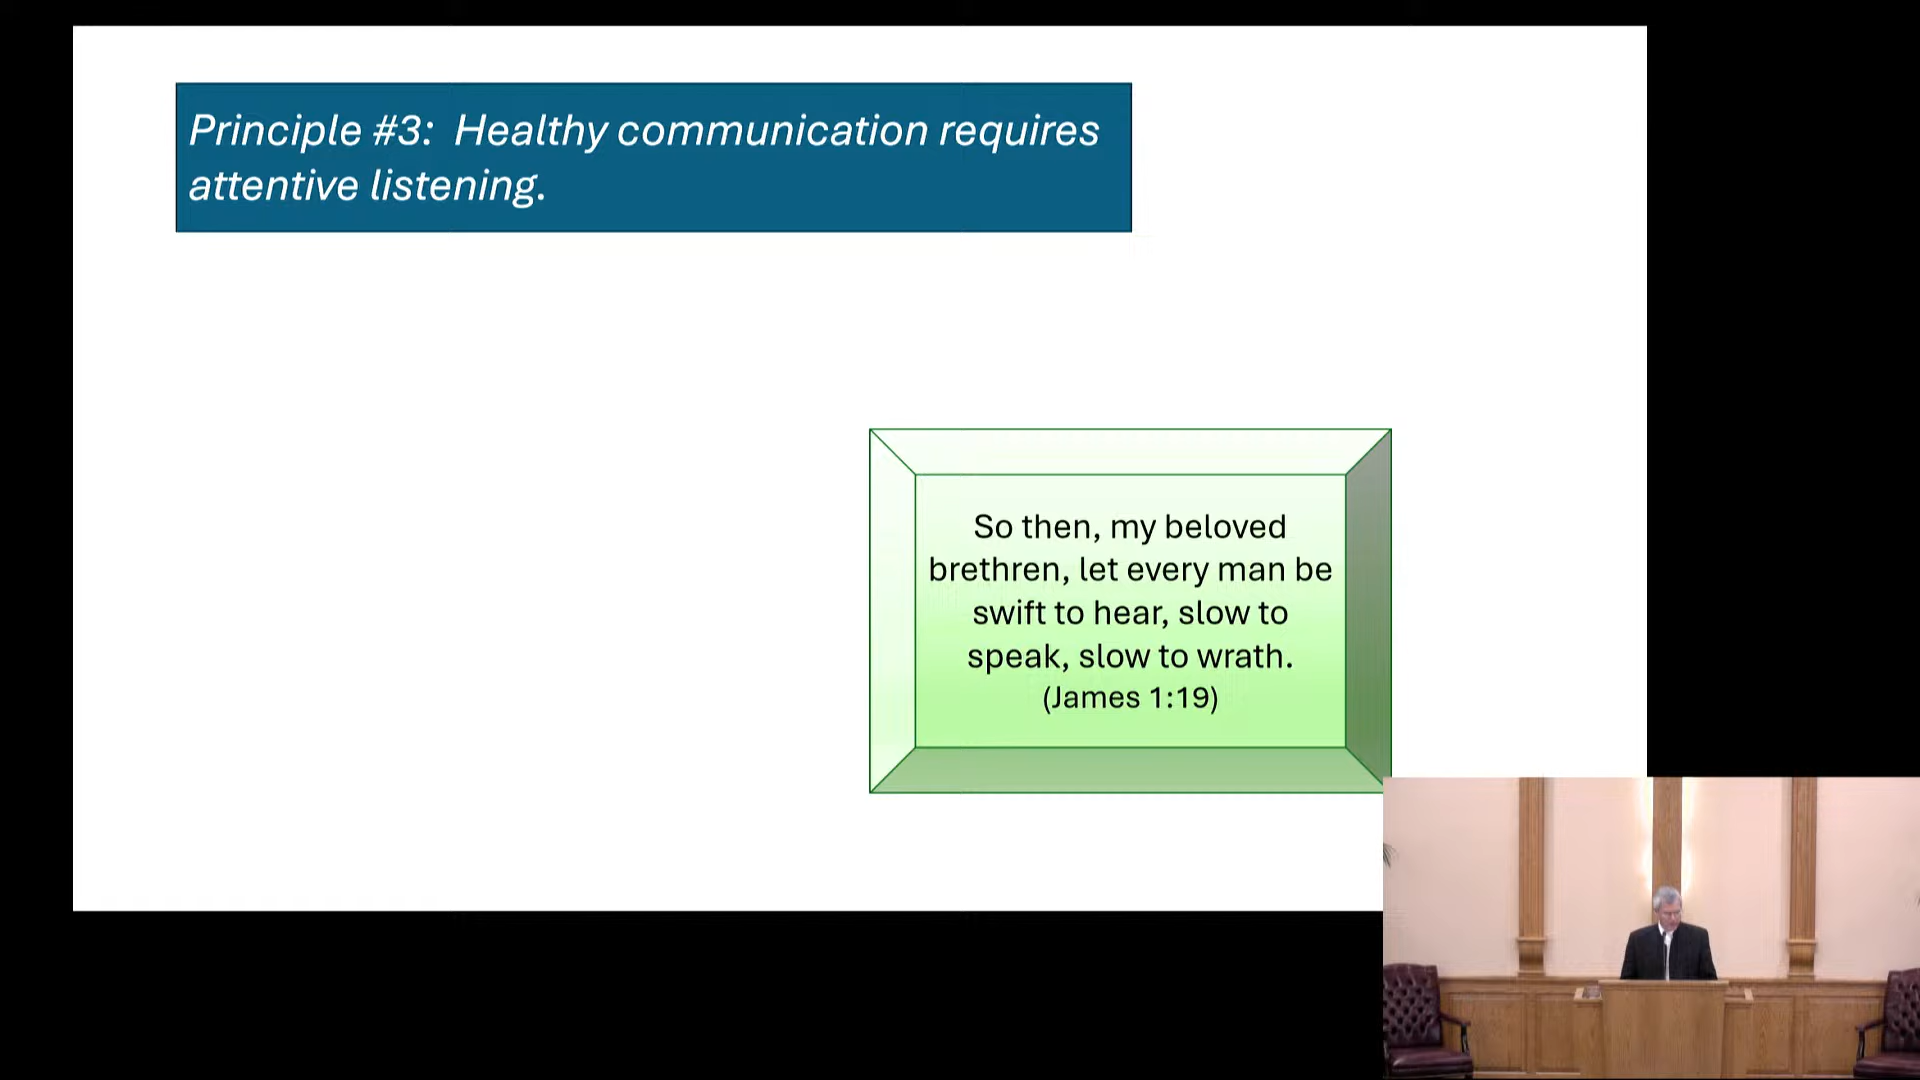 Principle #3:  Healthy communication requires
attentive listening.
So then, my beloved
brethren, let every man be
swift to hear, slow to
speak, slow to wrath.
(James 1:19)